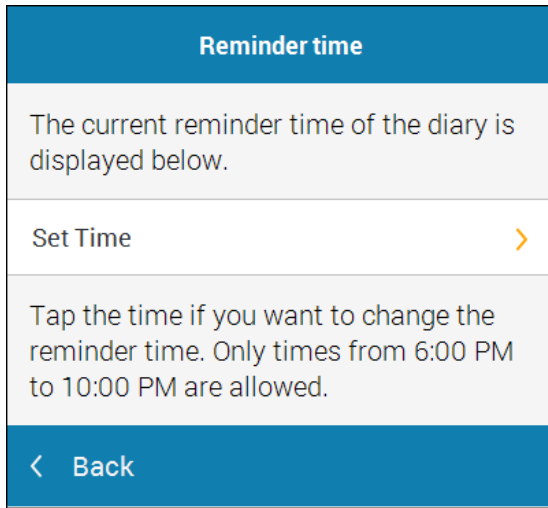 Reminder time
The current reminder time of the diary is
displayed below.
Set Time
Tap the time if you want to change the
reminder time. Only times from 6:00 PM
to 10:00 PM are allowed.
Back